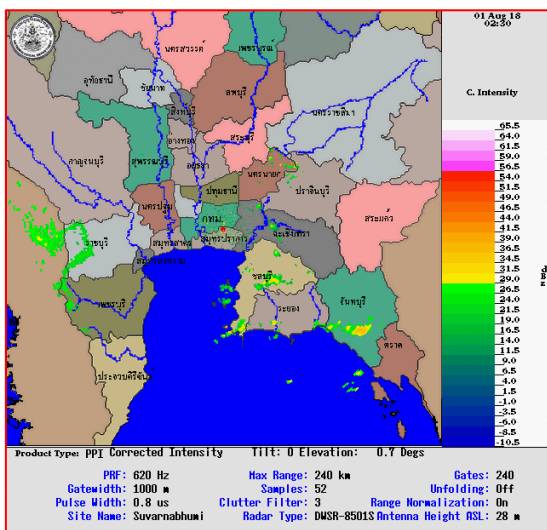 01 Aug 18
02:30
C. Intensity
นครสวรรค์
เพชรบูรณ์
อุทัยธานี
ชัยนาท
ลพบุรี
สิงห์บุรี
นครราชสีมา
อ่างทอง
สระบุรี
กาญจนบุรี
สุพรรณบุรี
อยุธยา
นครนายก
ปราจีนบุรี
ปทุมธานี
นครปฐม
สระแก้ว
กทม.
ฉะเชิงเทรา
ราชบุรี
สมุทรสาคร
สมุทรปราการ
ชลบุรี
เพชรบุรี
ระยอง
จันทบุรี
ตราด
ประจวบคีรีขันธ์
65.5
64.0
61.5
59.0
56.5
54.0
51.5
49.0
46.5
44.0
41.5
39.0
36.5
34.0
31.5
29.0
26.5
24.0
21.5
19.0
16.5
14.0
11.5
9.0
6.5
4.0
1.5
-1.0
-3.5
-6.0
-8.5
-10.5
Product Type: PPI Corrected Intensity Tilt: 0 Elevation: 0.7 Degs
PRF: 620 Hz Max Range: 240 km Gates: 240
Gatewidth: 1000 m Samples: 52 Unfolding: Off
Pulse Width: 0.8 us Clutter Filter: 3 Range Normalization: On
Site Name: Suvarnabhumi Radar Type: DWSR-8501S Antenna Height ASL: 28 m